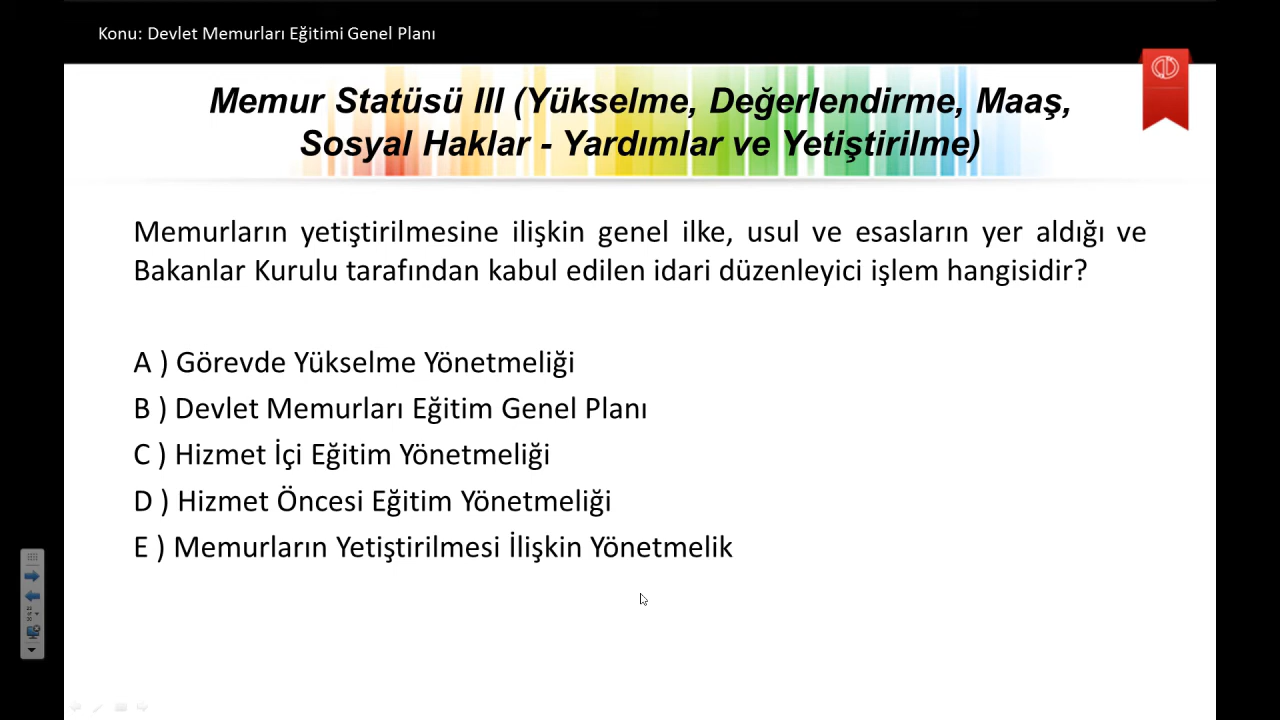 Konu: Devlet Memurları Eğitimi Genel Planı
Memur Statüsü III (Yükselme, Değerlendirme, Maaş,
Sosyal Haklar - Yardımlar ve Yetiştirilme)
Memurların yetiştirilmesine ilişkin genel ilke, usul ve esasların yer aldığı ve
Bakanlar Kurulu tarafından kabul edilen idari düzenleyici işlem hangisidir?
A ) Görevde Yükselme Yönetmeliği
B ) Devlet Memurları Eğitim Genel Planı
C ) Hizmet İçi Eğitim Yönetmeliği
D ) Hizmet Öncesi Eğitim Yönetmeliği
E ) Memurların Yetiştirilmesi İlişkin Yönetmelik